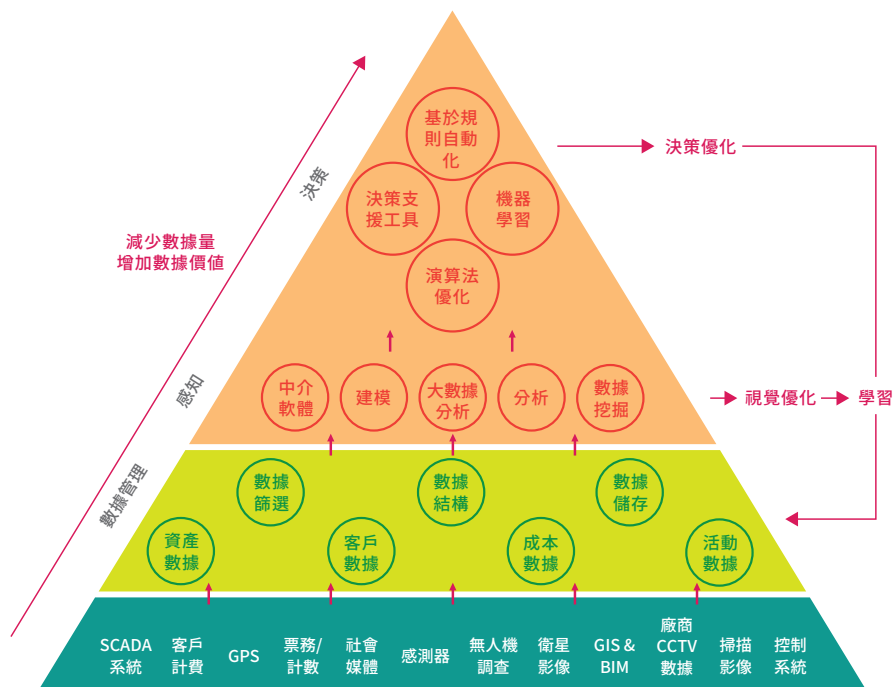 基於規
則自動
化
決策優化
決策
決策支
援工具
機器
學習
減少數據量
增加數據價值
演算法
優化
感知
中介
軟體
建模
大數據
分析
分析
數據
挖掘
視覺優化
學習
數據管理
數據
篩選
數據
結構
數據
儲存
資產
數據
客戶
數據
成本
數據
活動
數據
SCADA
系統
客戶
計費
GPS
票務/
計數
社會
媒體
感測器
無人機
調查
衛星
影像
GIS &
BIM
廠商
CCTV
數據
掃描
影像
控制
系統